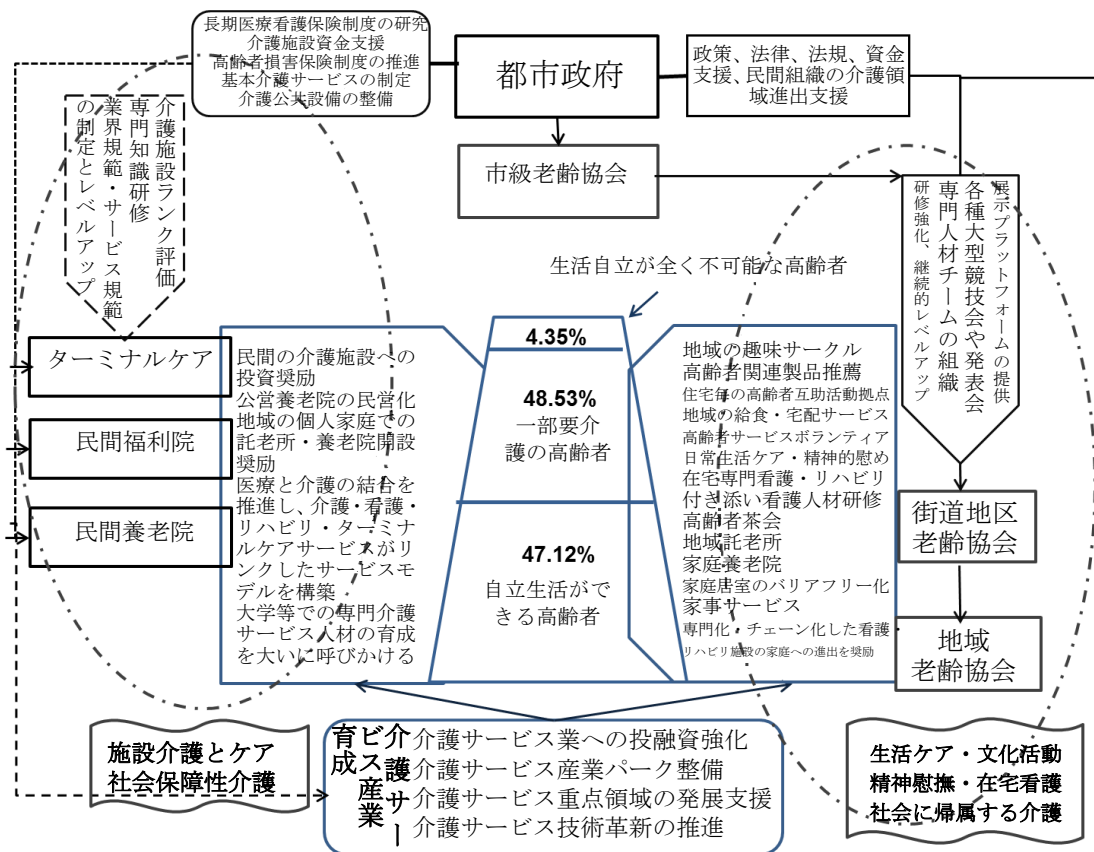 長期医療看護保険制度の研究
介護施設資金支援
高齢者損害保険制度の推進
基本介護サービスの制定
介護公共設備の整備
都市政府
政策、法律、法規、資金
支援、民間組織の介護領
域進出支援
市級老齢協会
介護施設ランク評価
専門知識研修
業界規範・サービス規範
の制定とレベルアップ
展示プラットフォームの提供
各種大型競技会や発表会
専門人材チームの組織
研修強化、継続的レベルアップ
生活自立が全く不可能な高齢者
ターミナルケア
民間福利院
民間養老院
民間の介護施設への
投資奨励
公営養老院の民営化
地域の個人家庭での
託老所・養老院開設
奨励
医療と介護の結合を
推進し、介護・看護・
リハビリ・ターミナ
ルケアサービスがリ
ンクしたサービスモ
デルを構築
大学等での専門介護
サービス人材の育成
を大いに呼びかける
4.35%
48.53%
一部要介
護の高齢者
47.12%
自立生活がで
きる高齢者
地域の趣味サークル
高齢者関連製品推薦
住宅毎の高齢者互助活動拠点
地域の給食・宅配サービス
高齢者サービスボランティア
日常生活ケア・精神的慰め
在宅専門看護・リハビリ
付き添い看護人材研修
高齢者茶会
地域託老所
家庭養老院
家庭居室のバリアフリー化
家事サービス
専門化・チェーン化した看護・
リハビリ施設の家庭への進出を奨励
街道地区
老齢協会
地域
老齢協会
施設介護とケア
社会保障性介護
介護サー
ビス産業
育成
介護サービス業への投融資強化
介護サービス産業パーク整備
介護サービス重点領域の発展支援
介護サービス技術革新の推進
生活ケア・文化活動
精神慰撫・在宅看護
社会に帰属する介護